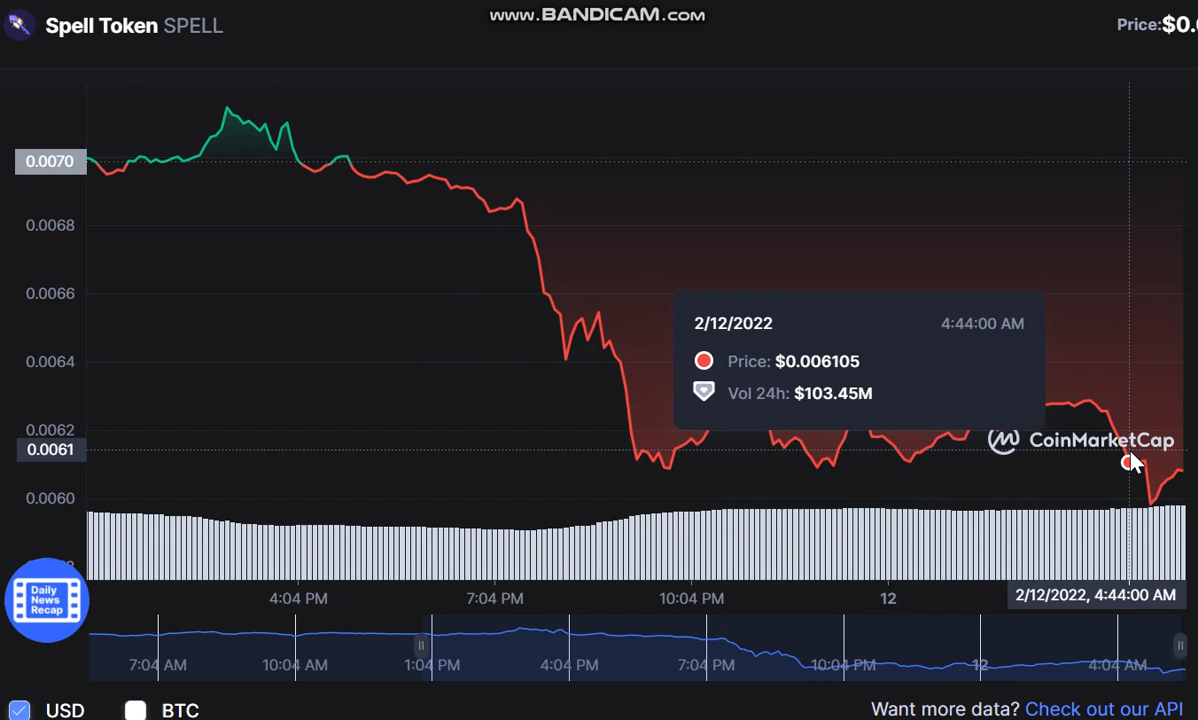 www.BANDICAM.com
Spell Token SPELL
Price:$0.
0.0070
0.0068
0.0066
0.0064
0.0062
0.0061
0.0060
2/12/2022 4:44:00 AM
Price: $0.006105
Vol 24h: $103.45M
CoinMarketCap
Daily
News
Recap
4:04 PM 7:04 PM 10:04 PM 12 2/12/2022, 4:44:00 AM
7:04 AM 10:04 AM 1:04 PM 4:04 PM 7:04 PM 10:04 PM 12 4:04 AM
USD BTC
Want more data? Check out our API